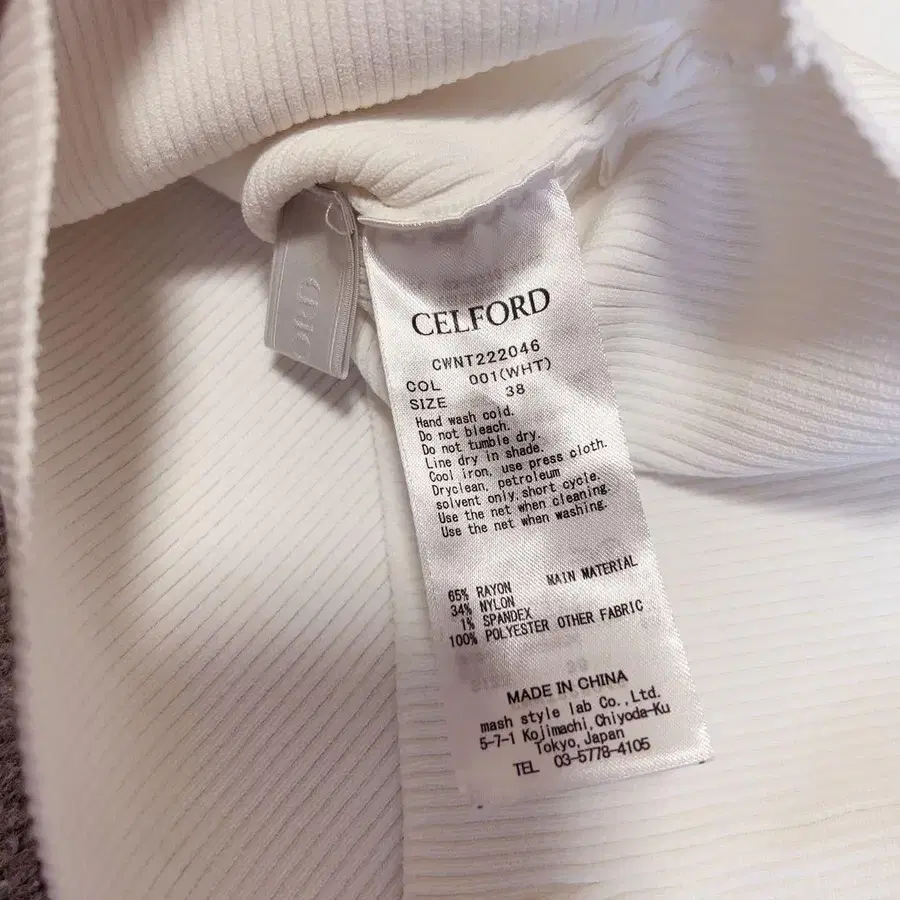 CELFORD
CWNT222046
COL 001(WHT)
SIZE 38
Hand wash cold.
Do not bleach.
Do not tumble dry.
Line dry in shade.
Cool iron, use press cloth.
Dryclean, petroleum
solvent only,short cycle.
Use the net when cleaning.
Use the net when washing.
65% RAYON MAIN MATERIAL
34% NYLON
1% SPANDEX
100% POLYESTER OTHER FABRIC
MADE IN CHINA
mash style lab Co.,Ltd.
5-7-1 Kojimachi,Chiyoda-Ku
Tokyo,Japan
TEL 03-5778-4105